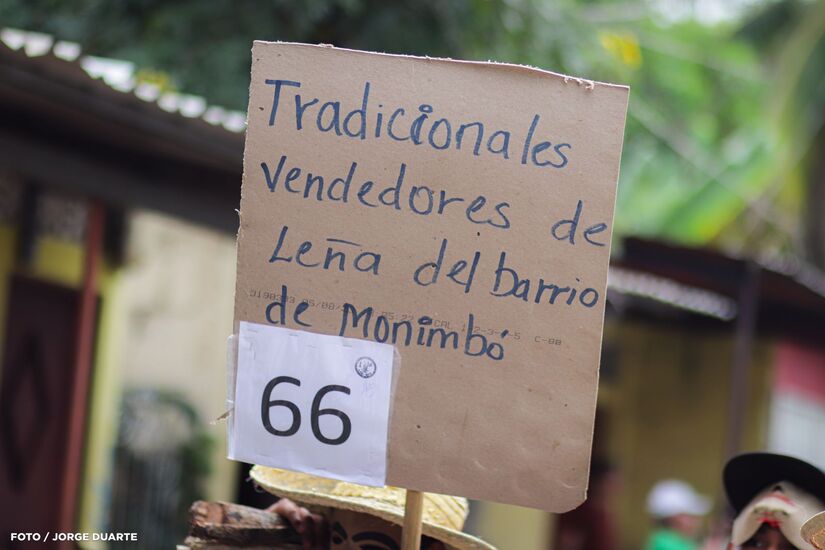 Tradicionales
vendedores de
Leña del barrio
de Monimbó
66
FOTO / JORGE DUARTE